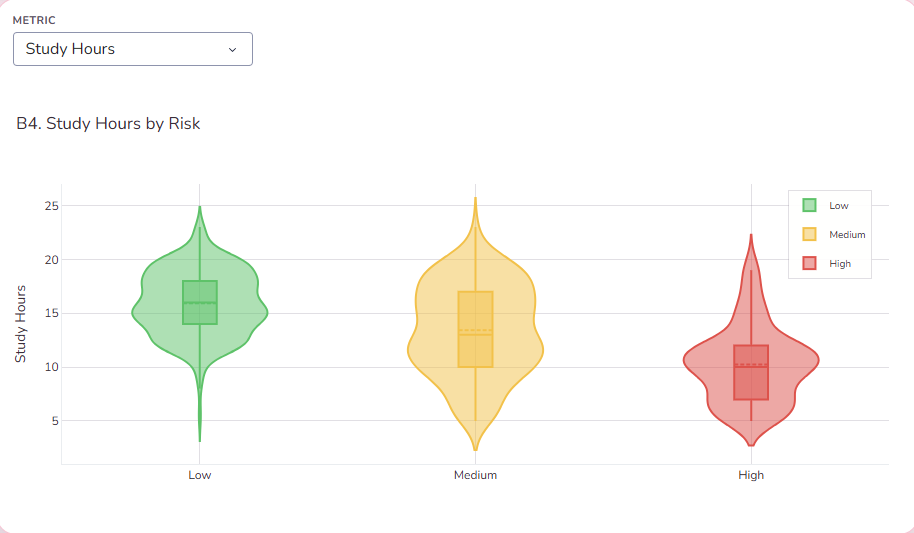 METRIC
Study Hours
B4. Study Hours by Risk
Study Hours
25
20
15
10
5
Low
Medium
High
Low
Medium
High